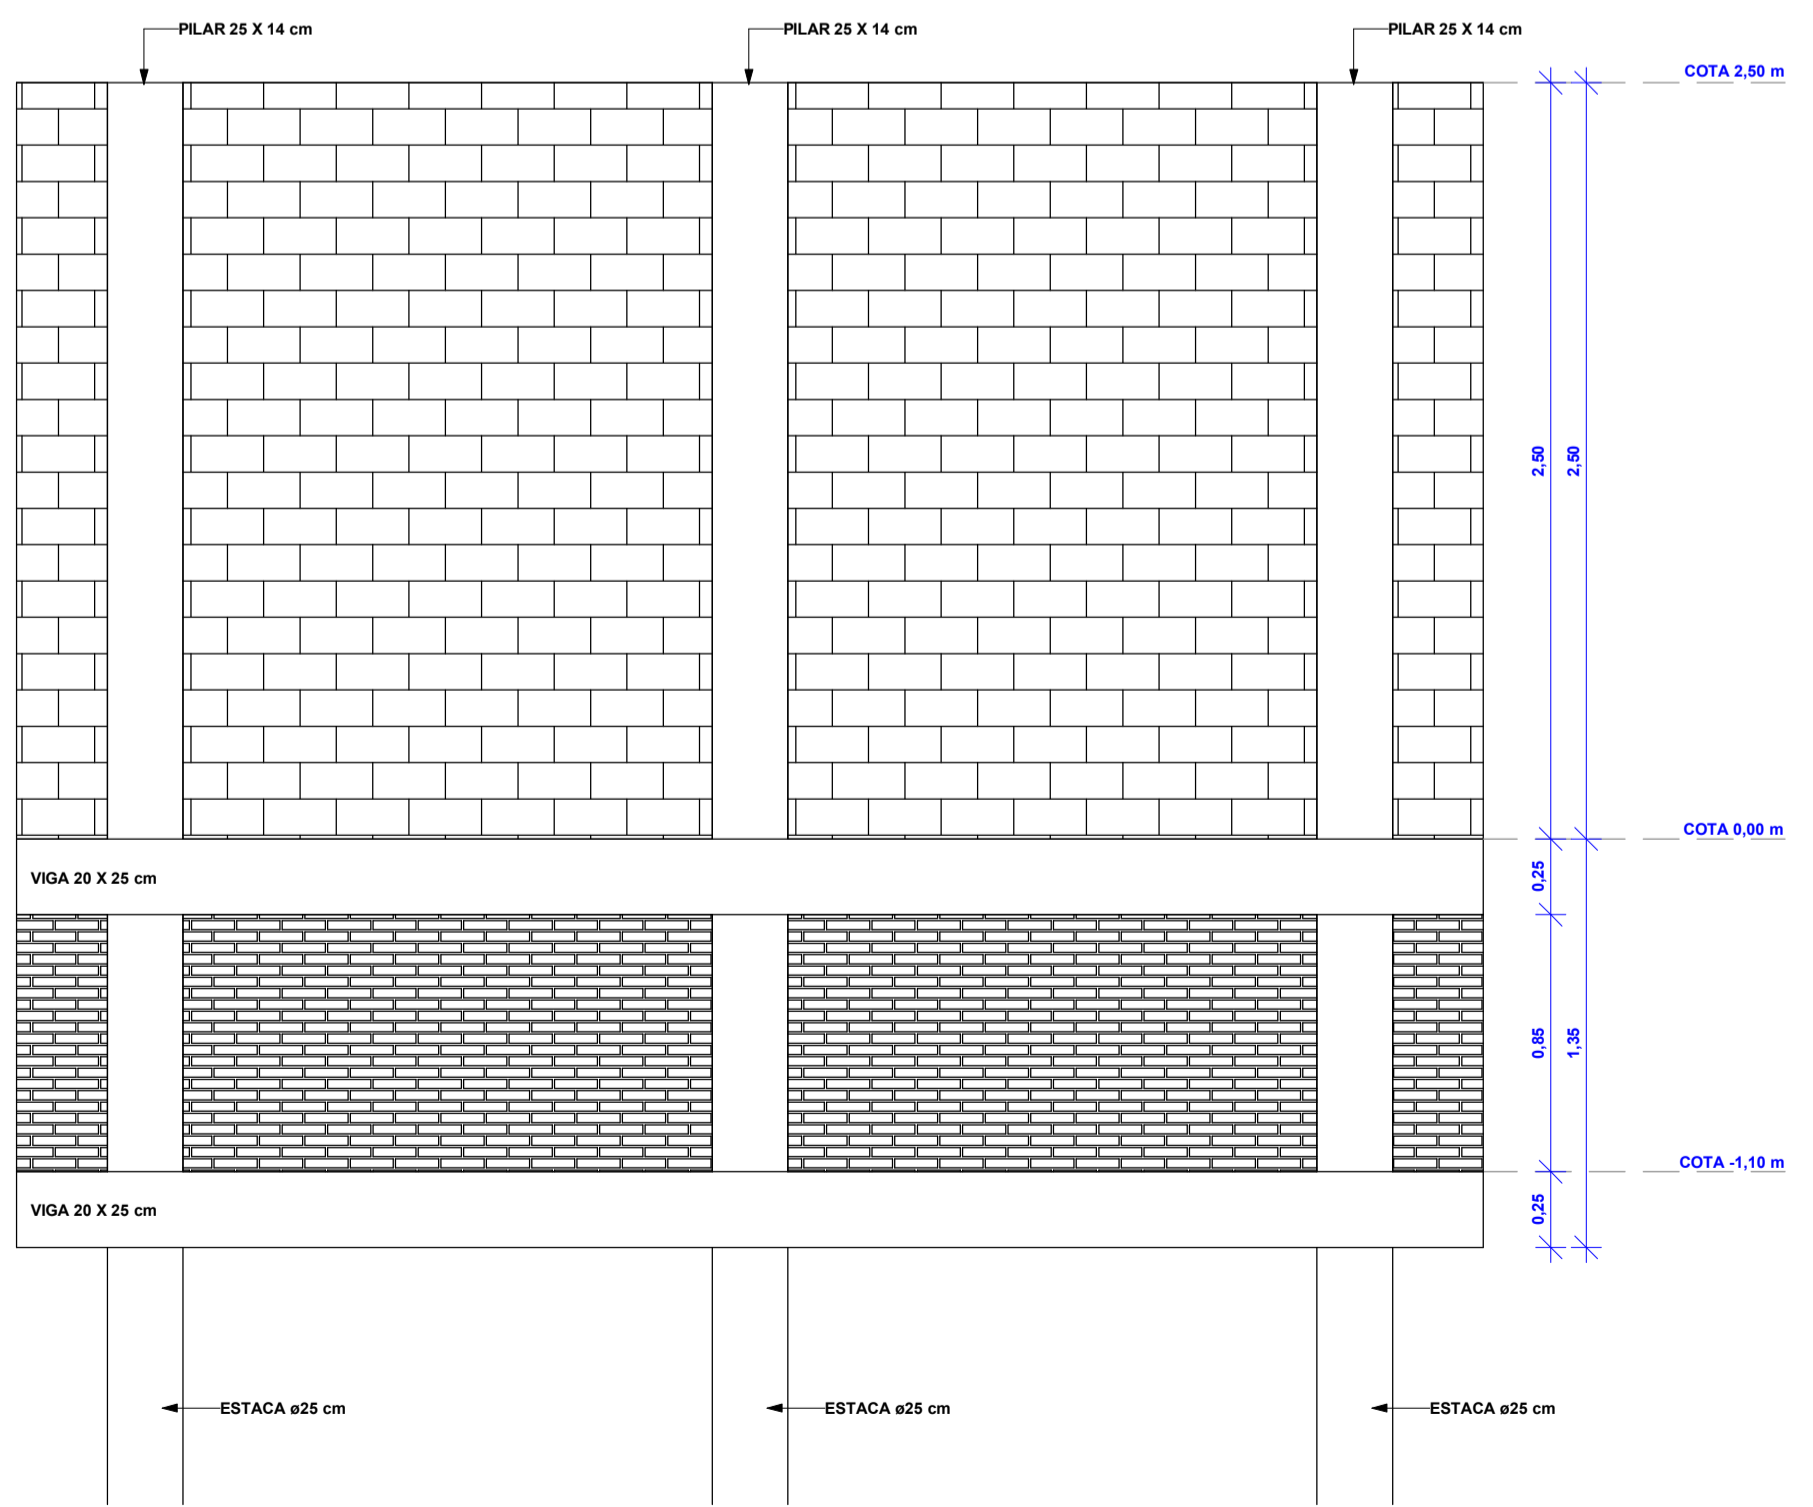 PILAR 25 X 14 cm
PILAR 25 X 14 cm
PILAR 25 X 14 cm
COTA 2,50 m
2,50
2,50
COTA 0,00 m
VIGA 20 X 25 cm
0,25
0,85
1,35
COTA -1,10 m
VIGA 20 X 25 cm
0,25
ESTACA ø25 cm
ESTACA ø25 cm
ESTACA ø25 cm